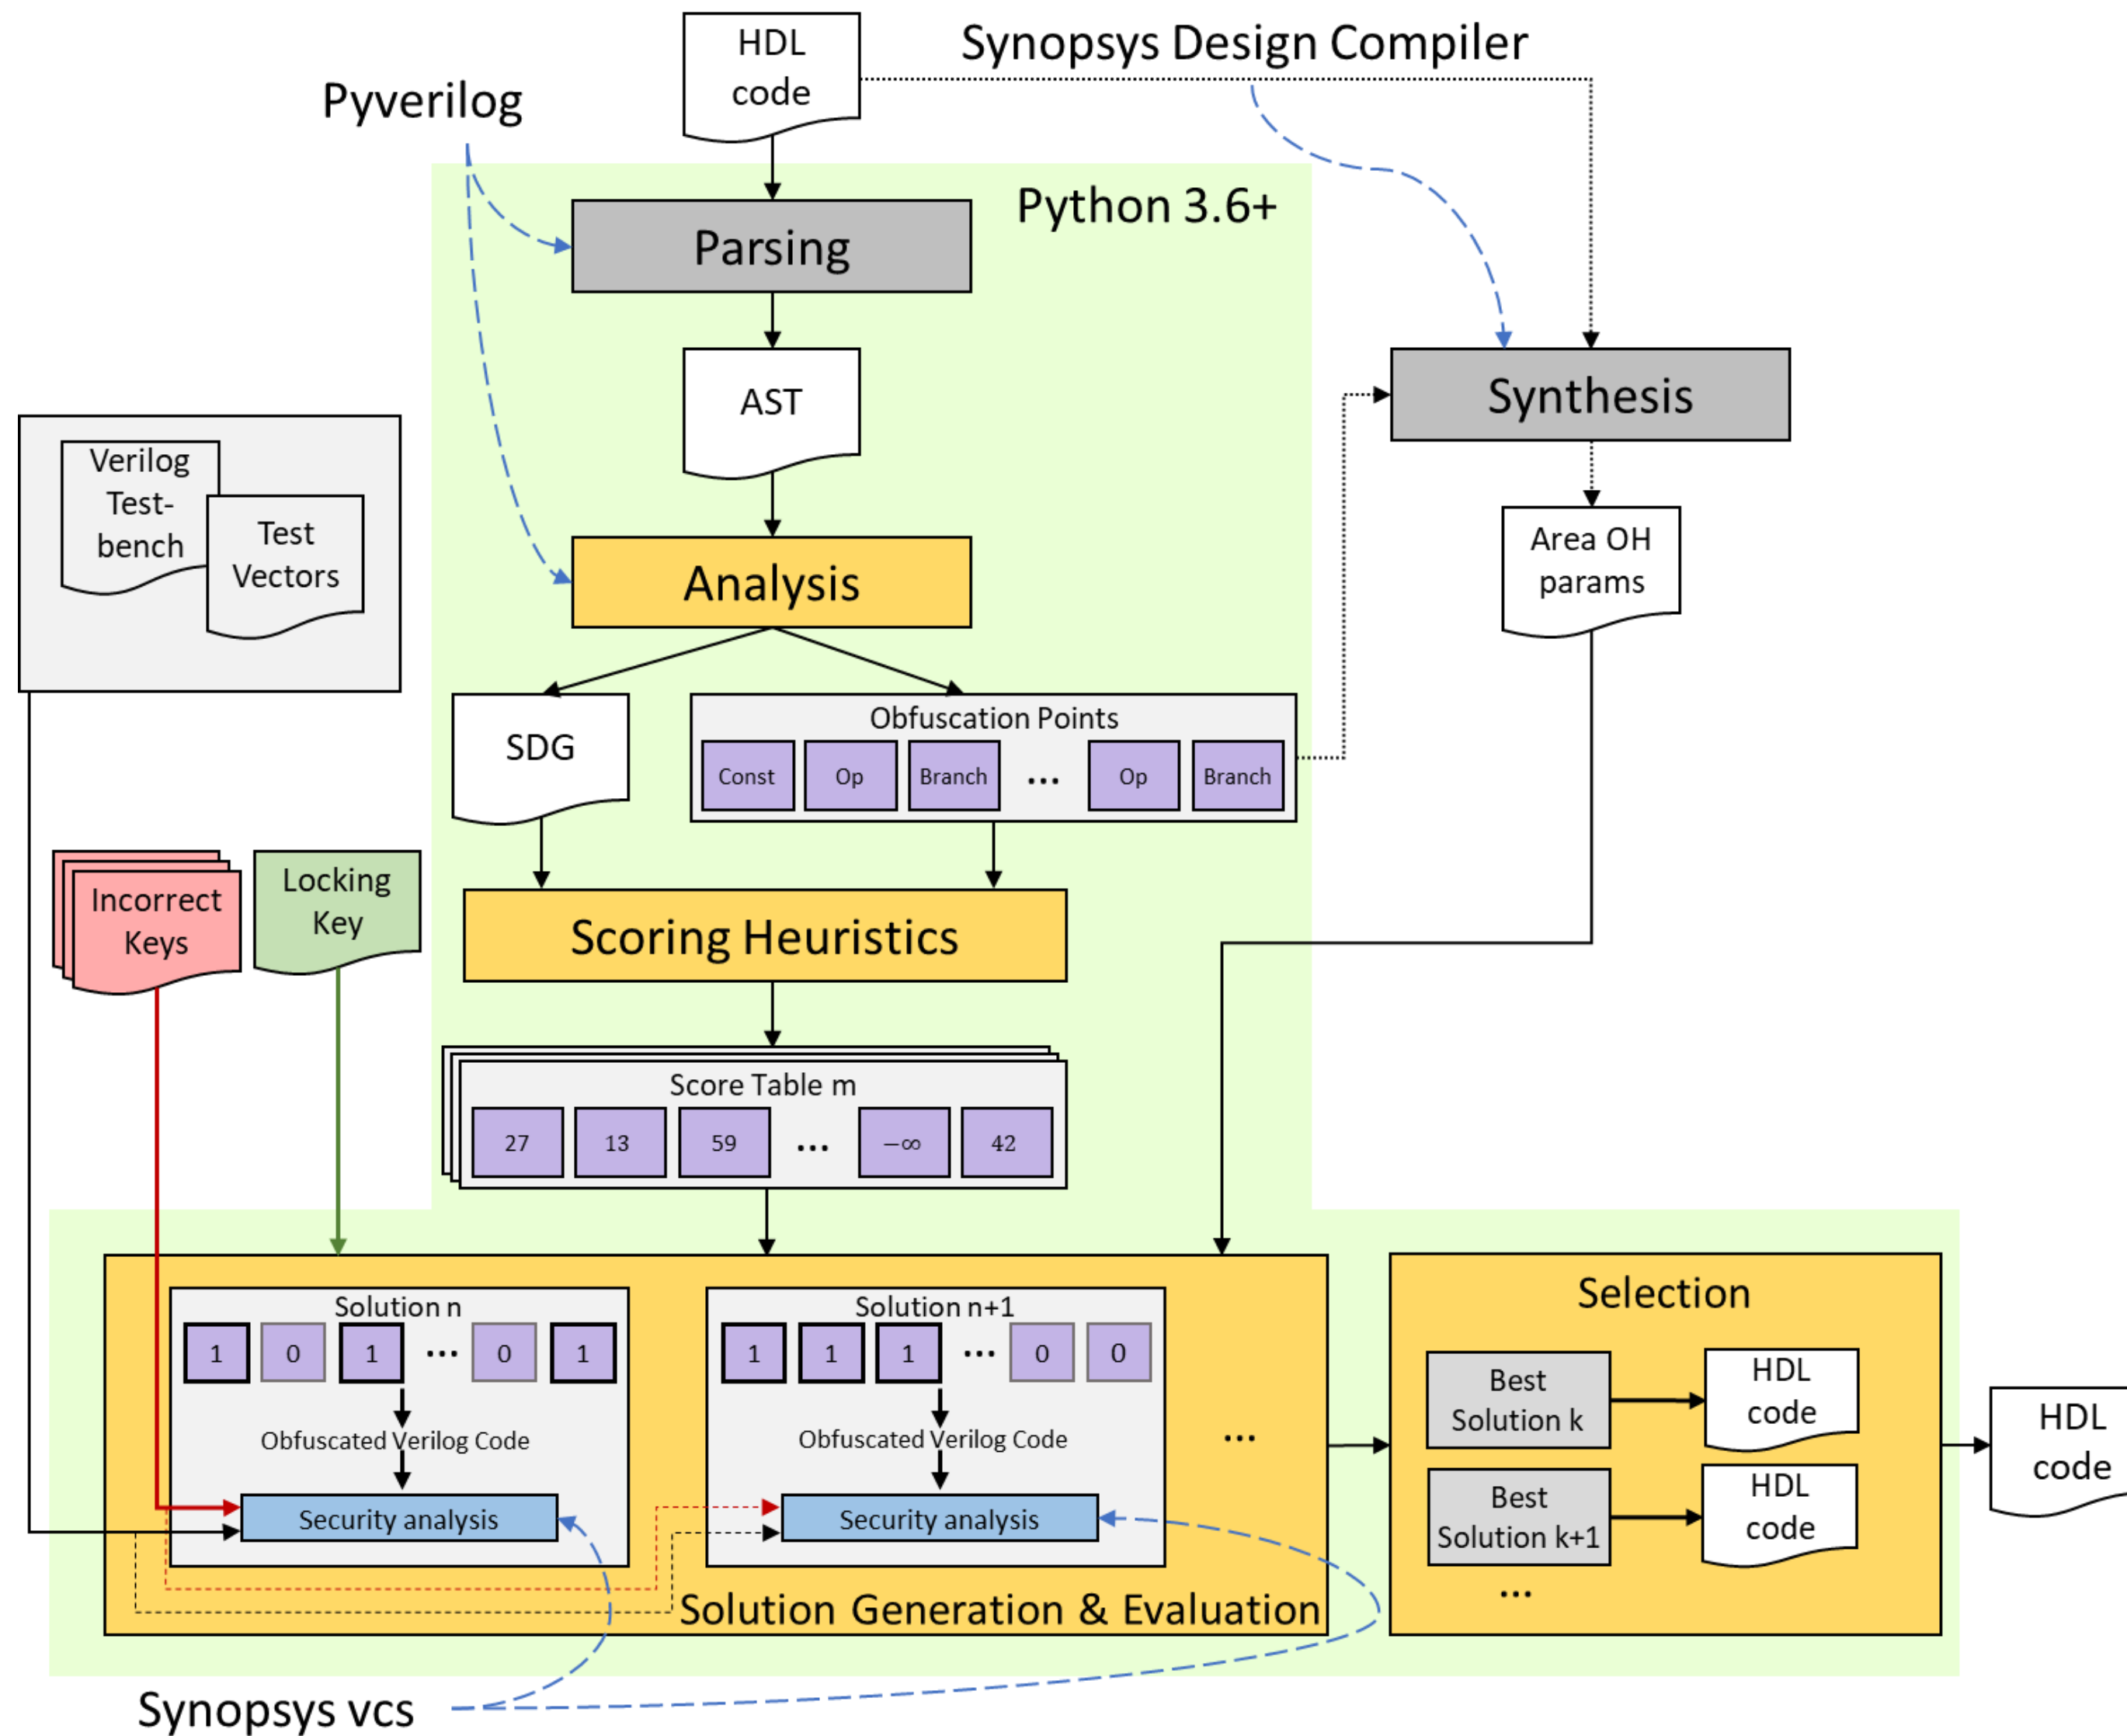 HDL
code
Synopsys Design Compiler
Pyverilog
Python 3.6+
Parsing
AST
Synthesis
Verilog
Test-
bench
Test
Vectors
Area OH
params
Analysis
SDG
Obfuscation Points
Const Op Branch ... Op Branch
Incorrect
Keys
Locking
Key
Scoring Heuristics
Score Table m
27 13 59 ... −∞ 42
Solution n
1 0 1 ... 0 1
Obfuscated Verilog Code
Security analysis
Solution n+1
1 1 1 ... 0 0
Obfuscated Verilog Code
Security analysis
...
Solution Generation & Evaluation
Selection
Best
Solution k
HDL
code
Best
Solution k+1
HDL
code
...
HDL
code
Synopsys vcs